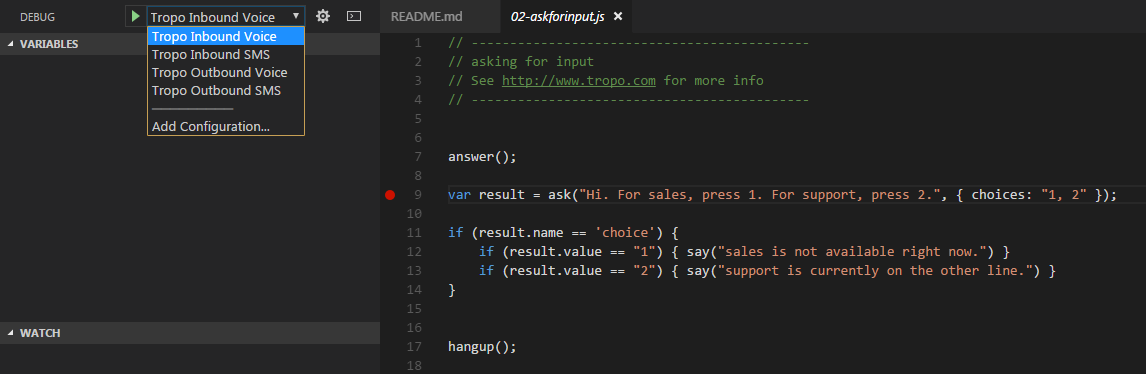 DEBUG
Tropo Inbound Voice
Tropo Inbound Voice
Tropo Inbound SMS
Tropo Outbound Voice
Tropo Outbound SMS
Add Configuration...
VARIABLES
WATCH
README.md
02-askforinput.js
1 // --------------------------------------------
2 // asking for input
3 // See http://www.tropo.com for more info
4 // --------------------------------------------
5
6
7 answer();
8
9 var result = ask("Hi. For sales, press 1. For support, press 2.", { choices: "1, 2" });
10
11 if (result.name == 'choice') {
12     if (result.value == "1") { say("sales is not available right now.") }
13     if (result.value == "2") { say("support is currently on the other line.") }
14 }
15
16
17 hangup();
18